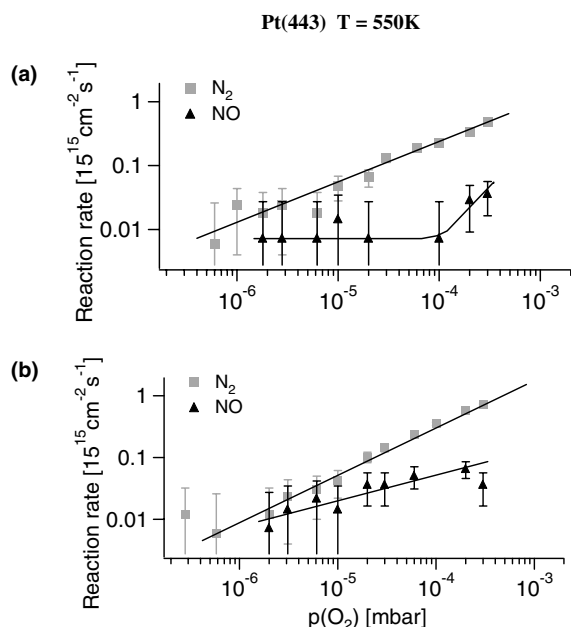 Pt(443) T = 550K
(a)
N2
NO
Reaction rate [15^15 cm^-2 s^-1]
1
0.1
0.01
10^-6
10^-5
10^-4
10^-3
(b)
N2
NO
Reaction rate [15^15 cm^-2 s^-1]
1
0.1
0.01
10^-6
10^-5
10^-4
10^-3
p(O2) [mbar]